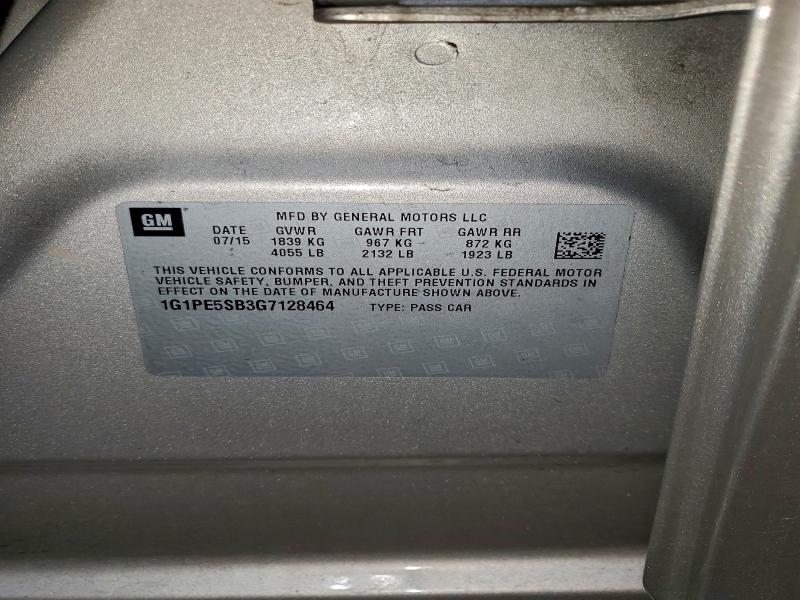 GM
MFD BY GENERAL MOTORS LLC
DATE GVWR GAWR FRT GAWR RR
07/15 1839 KG 967 KG 872 KG
4055 LB 2132 LB 1923 LB
THIS VEHICLE CONFORMS TO ALL APPLICABLE U.S. FEDERAL MOTOR
VEHICLE SAFETY, BUMPER, AND THEFT PREVENTION STANDARDS IN
EFFECT ON THE DATE OF MANUFACTURE SHOWN ABOVE.
1G1PE5SB3G7128464 TYPE: PASS CAR